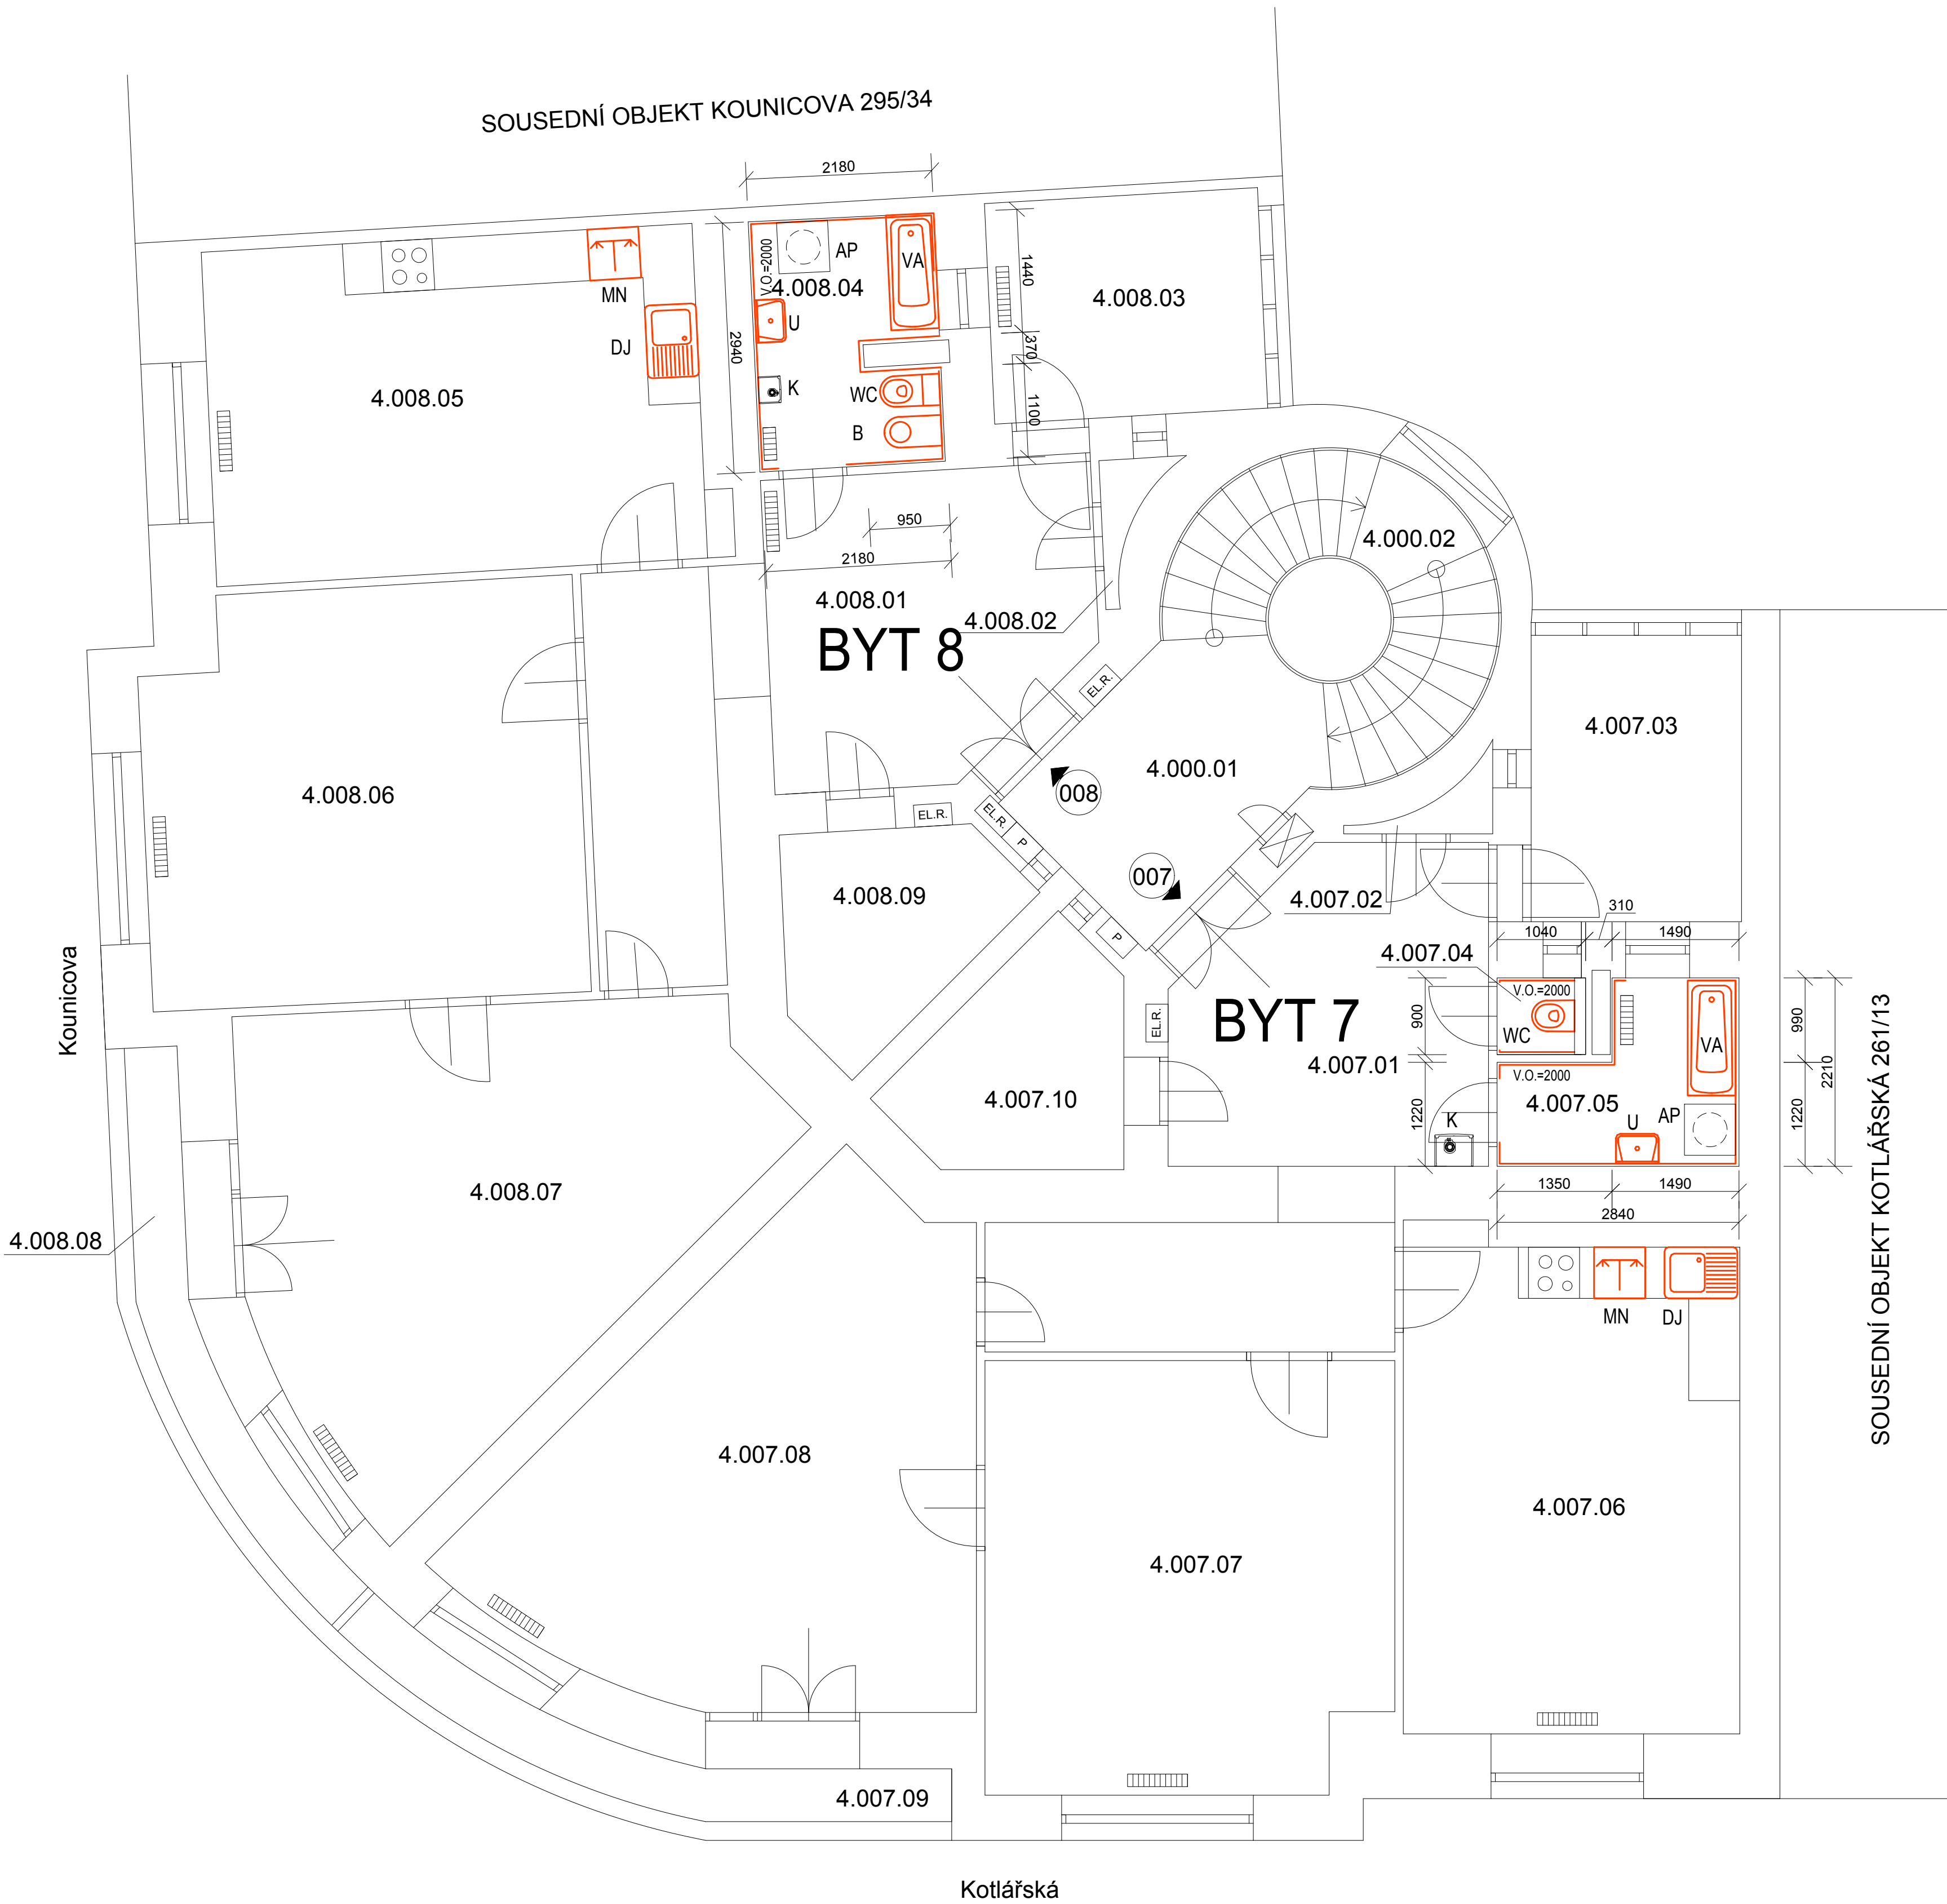 SOUSEDNÍ OBJEKT KOUNICOVA 295/34
2180
V.O.=2000
AP
VA
4.008.04
4.008.03
1440
MN
U
DJ
2940
370
K
WC
4.008.05
1100
B
950
4.000.02
2180
4.008.01
4.008.02
BYT 8
EL.R.
4.007.03
4.000.01
4.008.06
008
EL.R.
EL.R.
P
007
4.008.09
4.007.02
310
P
1040
1490
4.007.04
Kounicova
V.O.=2000
BYT 7
EL.R.
900
WC
990
VA
4.007.01
2210
V.O.=2000
4.007.10
4.007.05
AP
U
K
1220
1220
SOUSEDNÍ OBJEKT KOTLÁŘSKÁ 261/13
1350
1490
4.008.07
2840
4.008.08
MN
DJ
4.007.08
4.007.06
4.007.07
4.007.09
Kotlářská